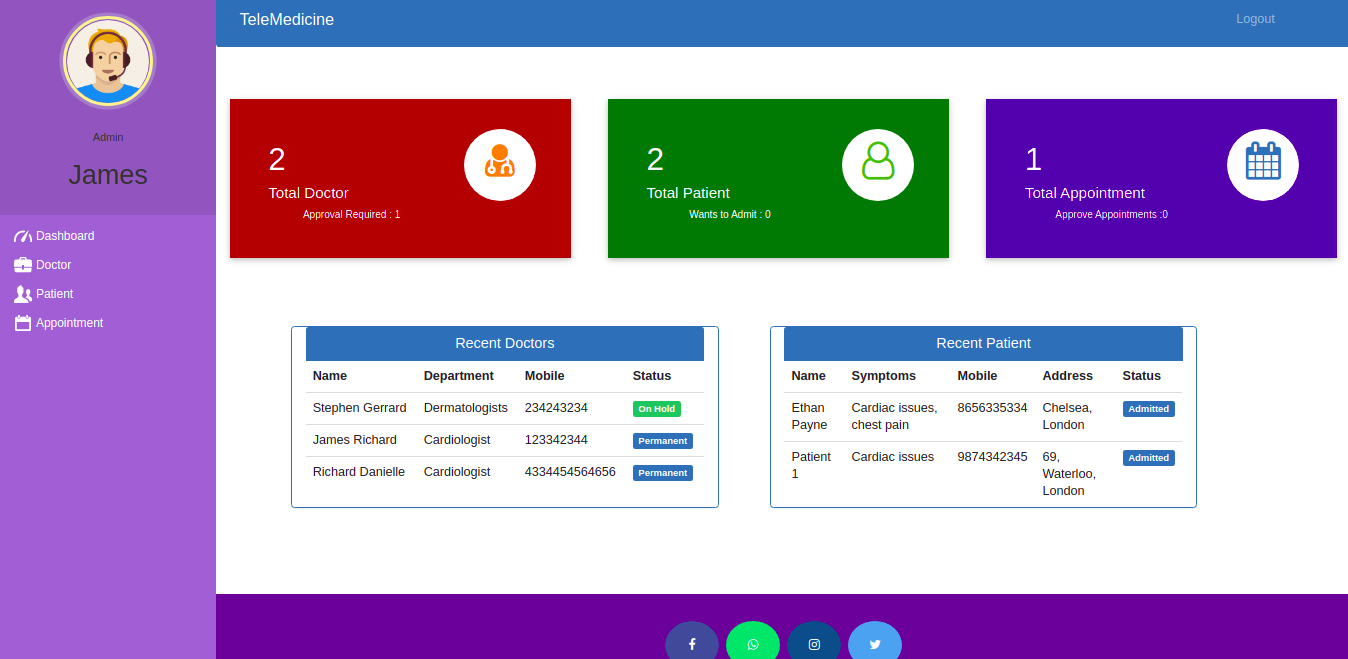 TeleMedicine
Logout
Admin
James
Dashboard
Doctor
Patient
Appointment
2
Total Doctor
Approval Required : 1
2
Total Patient
Wants to Admit : 0
1
Total Appointment
Approve Appointments :0
Recent Doctors
Name Department Mobile Status
Stephen Gerrard Dermatologists 234243234 On Hold
James Richard Cardiologist 123342344 Permanent
Richard Danielle Cardiologist 4334454564656 Permanent
Recent Patient
Name Symptoms Mobile Address Status
Ethan Cardiac issues, 8656335334 Chelsea, Admitted
Payne chest pain London
Patient Cardiac issues 9874342345 69, Admitted
1 Waterloo,
London